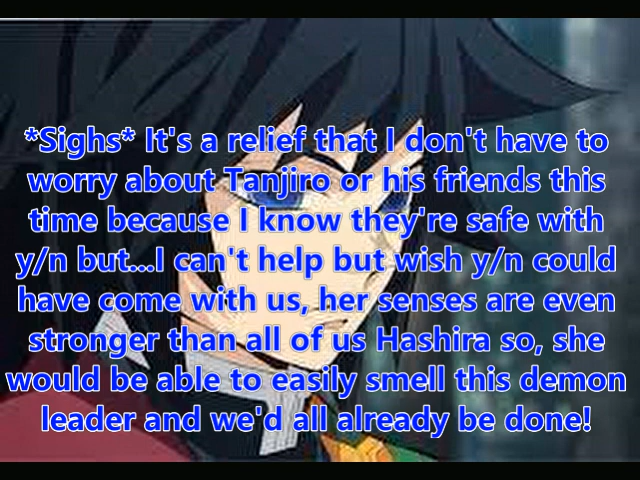 *Sighs* It's a relief that I don't have to
worry about Tanjiro or his friends this
time because I know they're safe with
y/n but...I can't help but wish y/n could
have come with us, her senses are even
stronger than all of us Hashira so, she
would be able to easily smell this demon
leader and we'd all already be done!